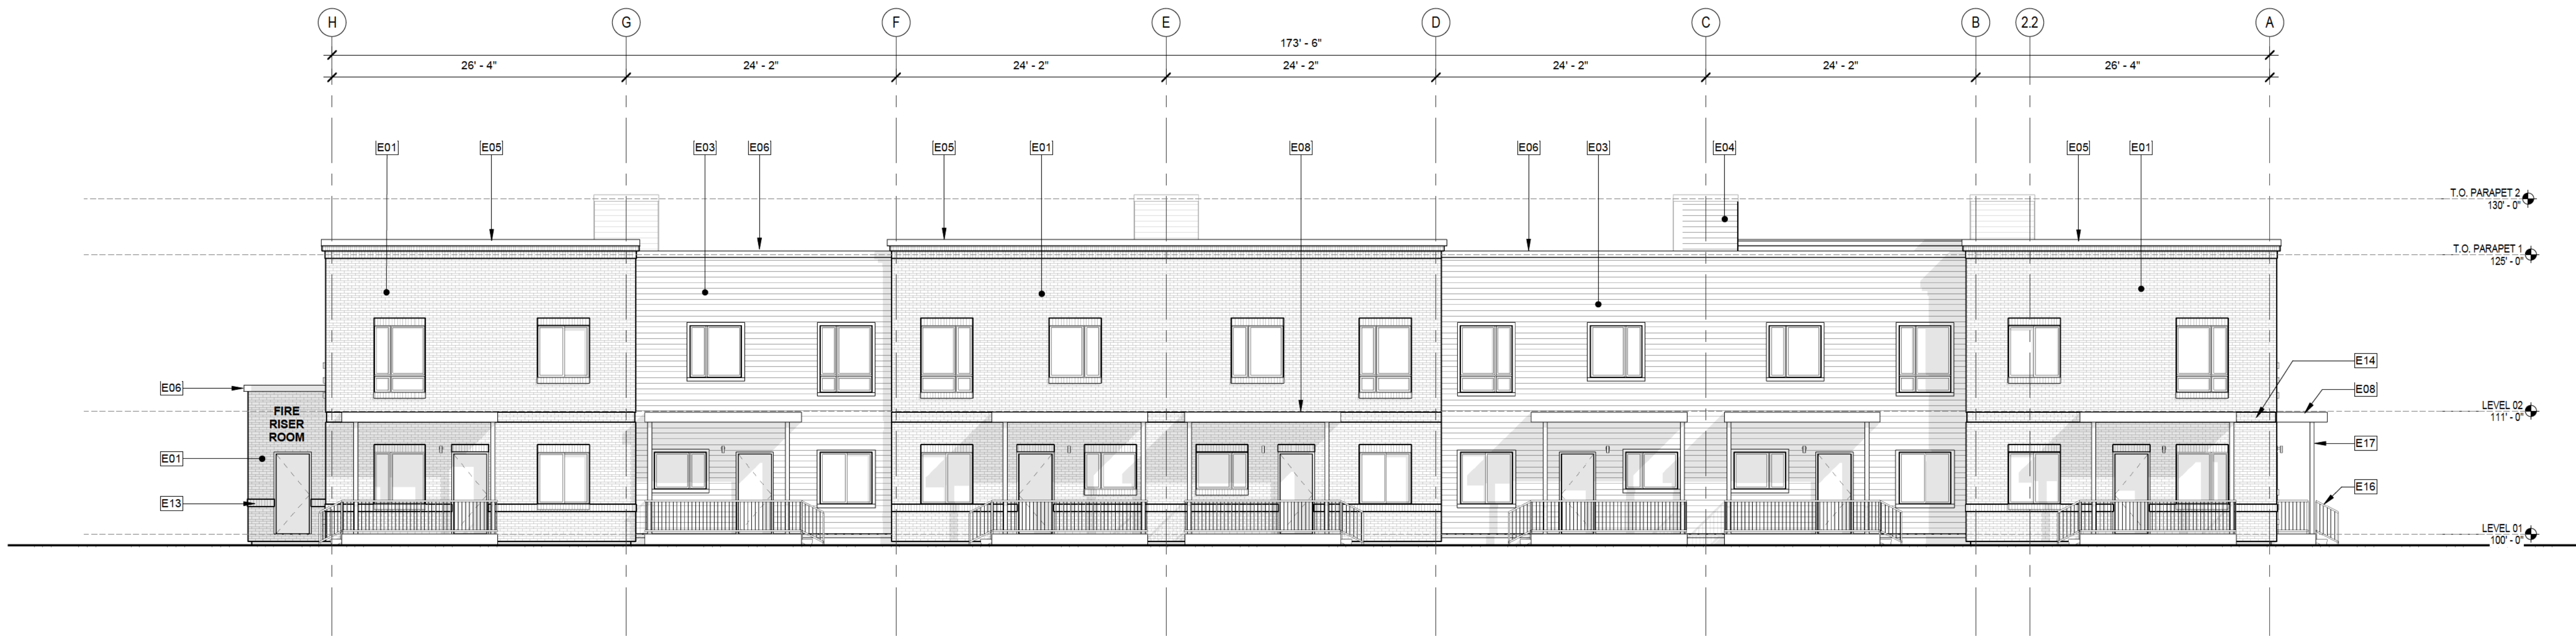 H
G
F
E
D
C
B
2.2
A
173' - 6"
26' - 4"
24' - 2"
24' - 2"
24' - 2"
24' - 2"
24' - 2"
26' - 4"
E01
E05
E03
E06
E05
E01
E08
E06
E03
E04
E05
E01
T.O. PARAPET 2
130' - 0"
T.O. PARAPET 1
125' - 0"
E14
E06
E08
FIRE
RISER
ROOM
LEVEL 02
111' - 0"
E17
E01
E16
E13
LEVEL 01
100' - 0"